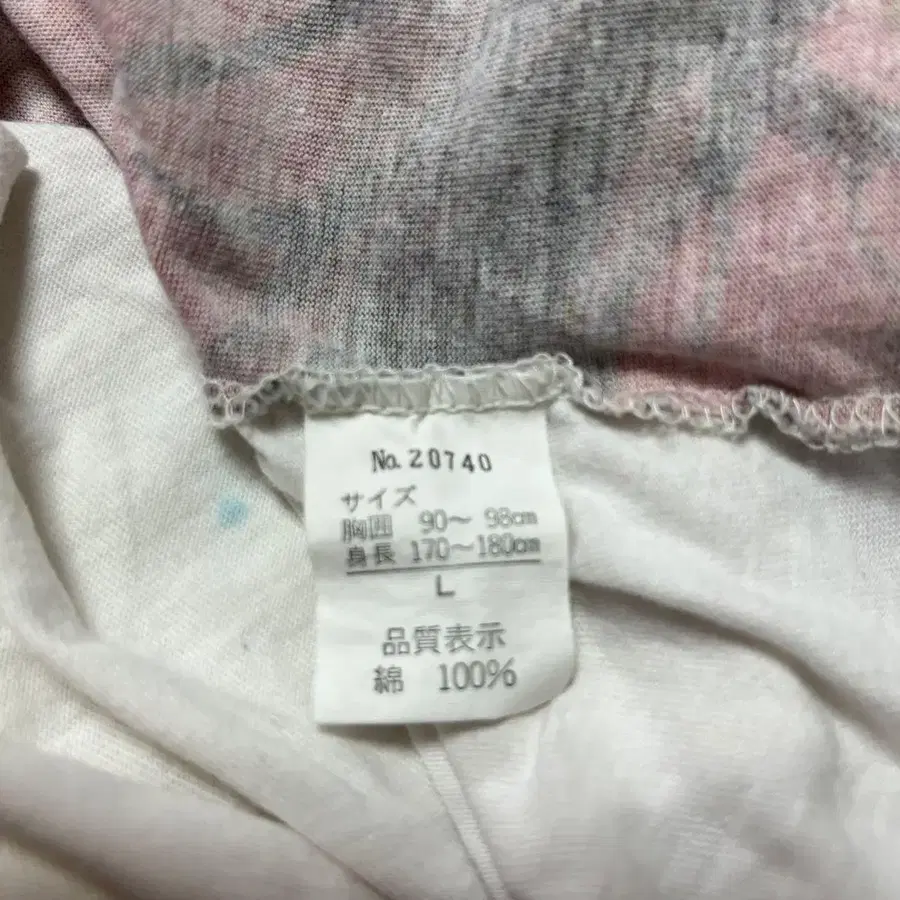 No. 20740
サイズ
胸囲 90〜 98cm
身長 170〜180cm
L
品質表示
綿 100%